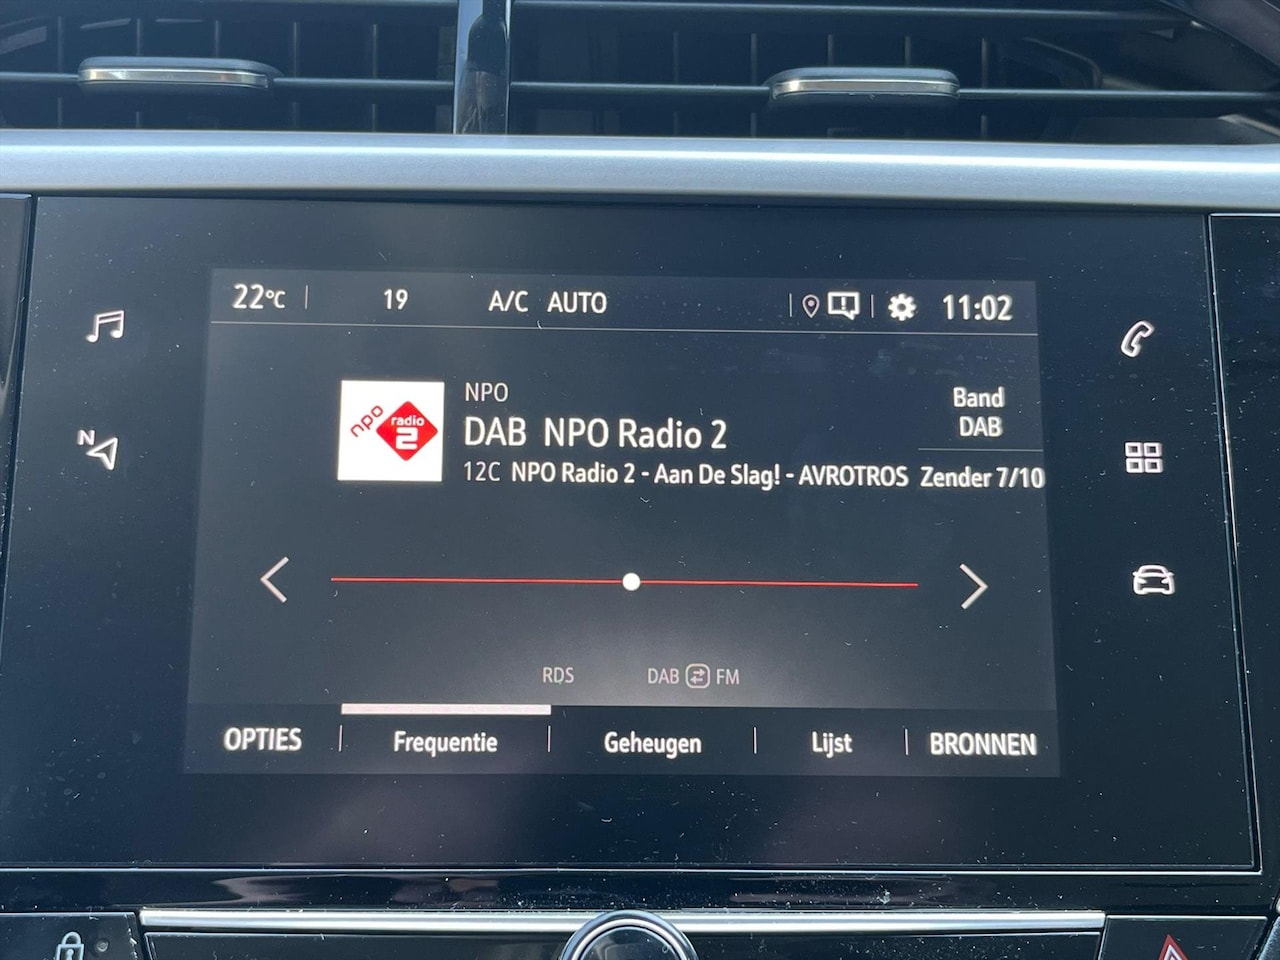 22°C 19 A/C AUTO 11:02
N
npo radio 2
NPO
DAB NPO Radio 2
12C NPO Radio 2 - Aan De Slag! - AVROTROS
Band
DAB
Zender 7/10
RDS DAB FM
OPTIES Frequentie Geheugen Lijst BRONNEN